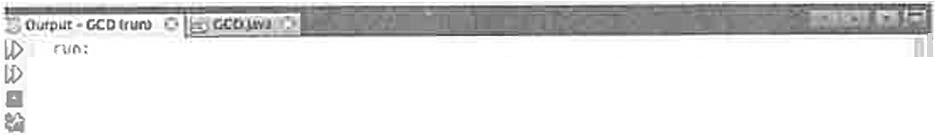 Output - GCD (run) GCD.java
run: